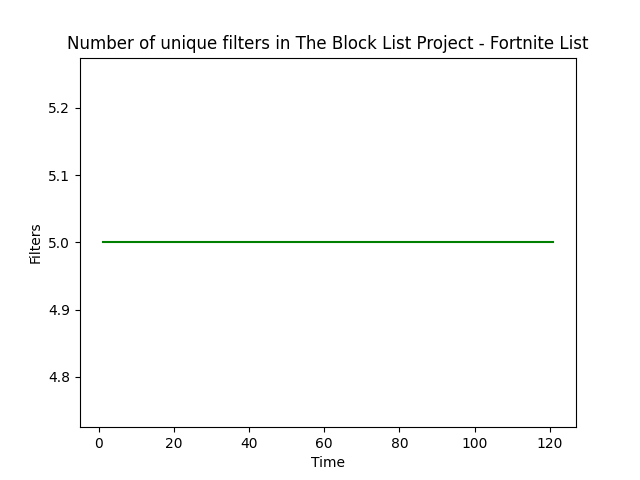 Number of unique filters in The Block List Project - Fortnite List
5.2
5.1
5.0
4.9
4.8
Filters
0 20 40 60 80 100 120
Time